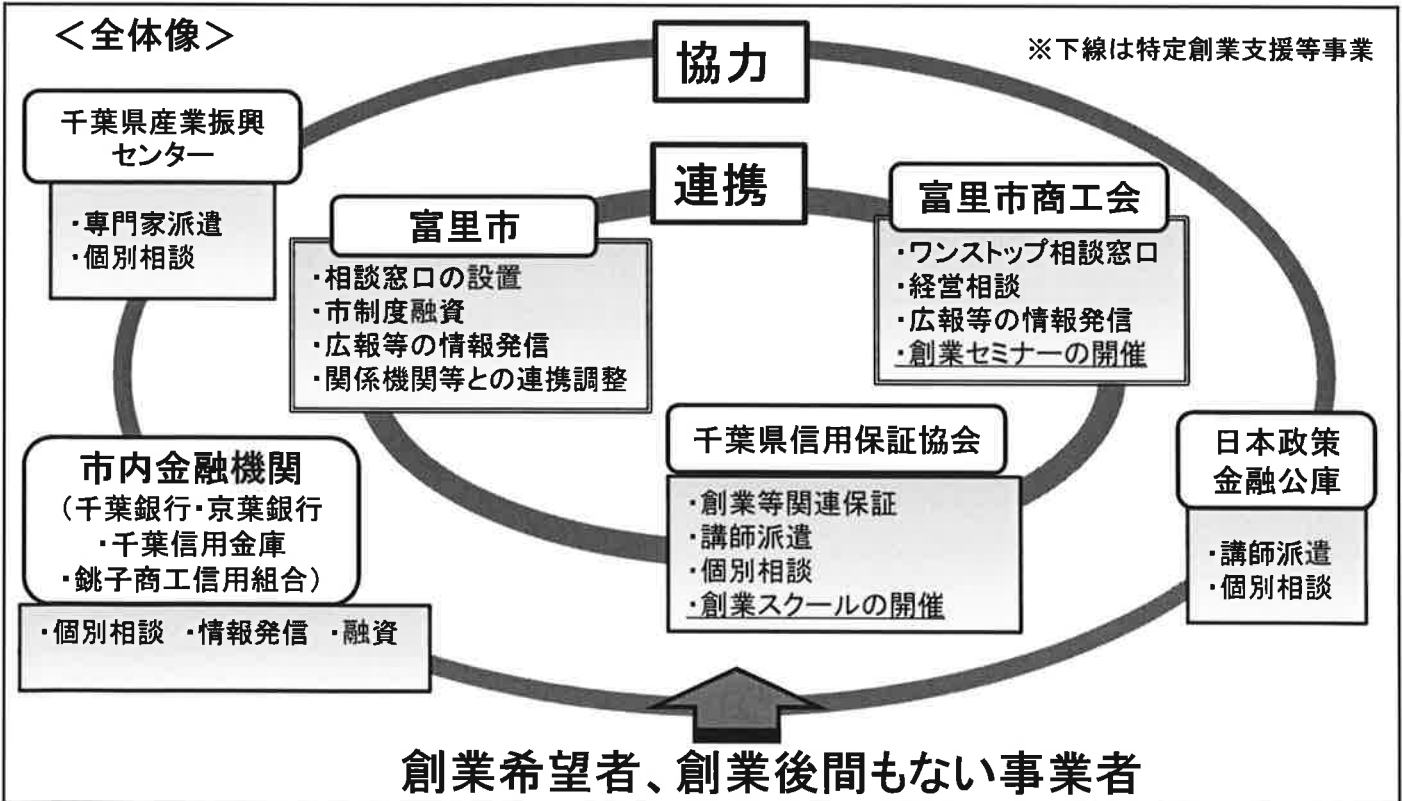 ＜全体像＞
※下線は特定創業支援等事業
協力
連携
千葉県産業振興
センター
・専門家派遣
・個別相談
富里市
・相談窓口の設置
・市制度融資
・広報等の情報発信
・関係機関等との連携調整
富里市商工会
・ワンストップ相談窓口
・経営相談
・広報等の情報発信
・創業セミナーの開催
市内金融機関
（千葉銀行・京葉銀行
・千葉信用金庫
・銚子商工信用組合）
・個別相談 ・情報発信 ・融資
千葉県信用保証協会
・創業等関連保証
・講師派遣
・個別相談
・創業スクールの開催
日本政策
金融公庫
・講師派遣
・個別相談
創業希望者、創業後間もない事業者